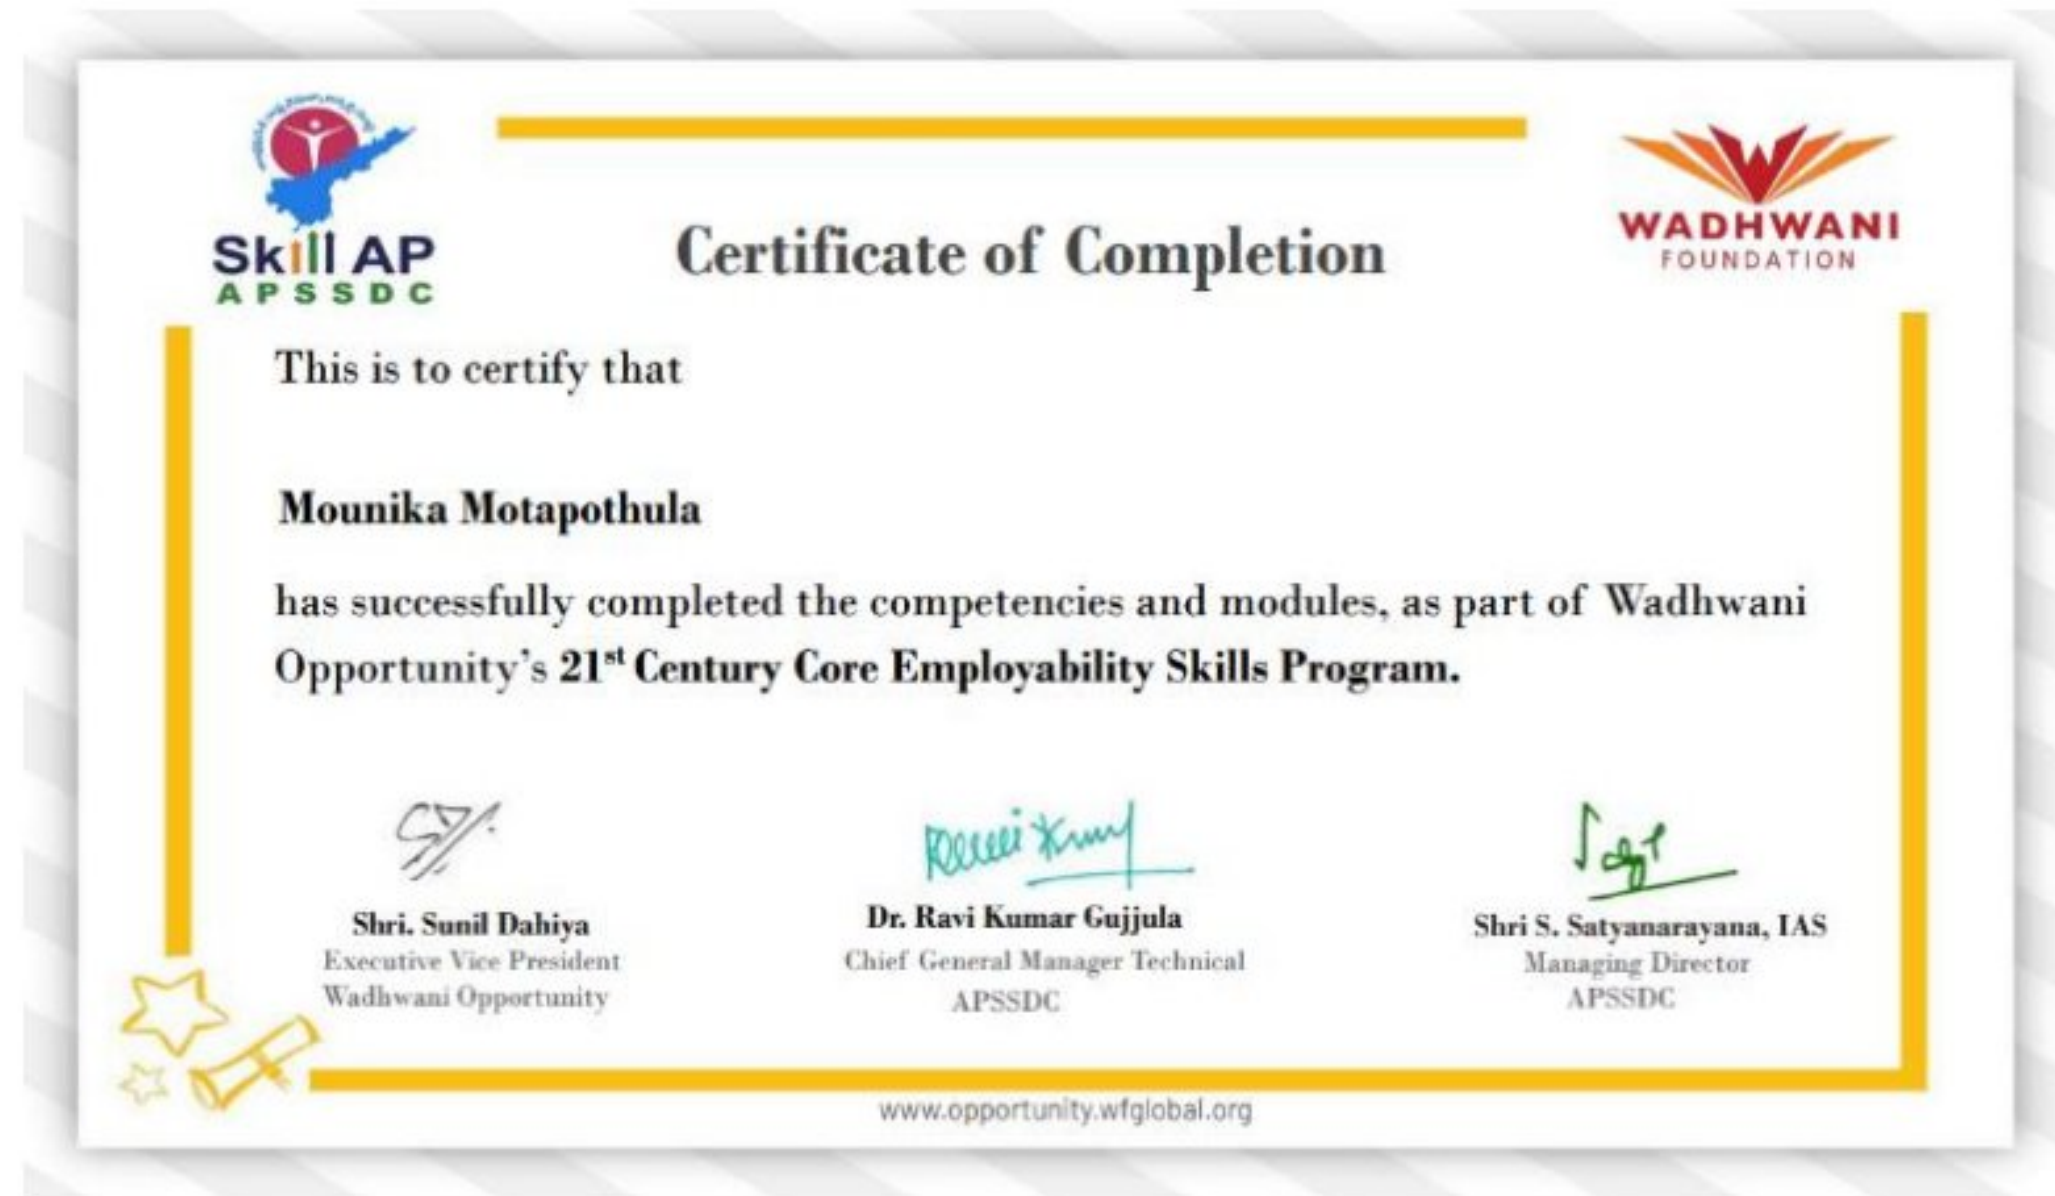 Skill AP
APSSDC
WADHWANI
FOUNDATION
Certificate of Completion
This is to certify that
Mounika Motapothula
has successfully completed the competencies and modules, as part of Wadhwani
Opportunity's 21st Century Core Employability Skills Program.
Shri. Sunil Dahiya
Executive Vice President
Wadhwani Opportunity
Dr. Ravi Kumar Gujjula
Chief General Manager Technical
APSSDC
Shri S. Satyanarayana, IAS
Managing Director
APSSDC
www.opportunity.wfglobal.org